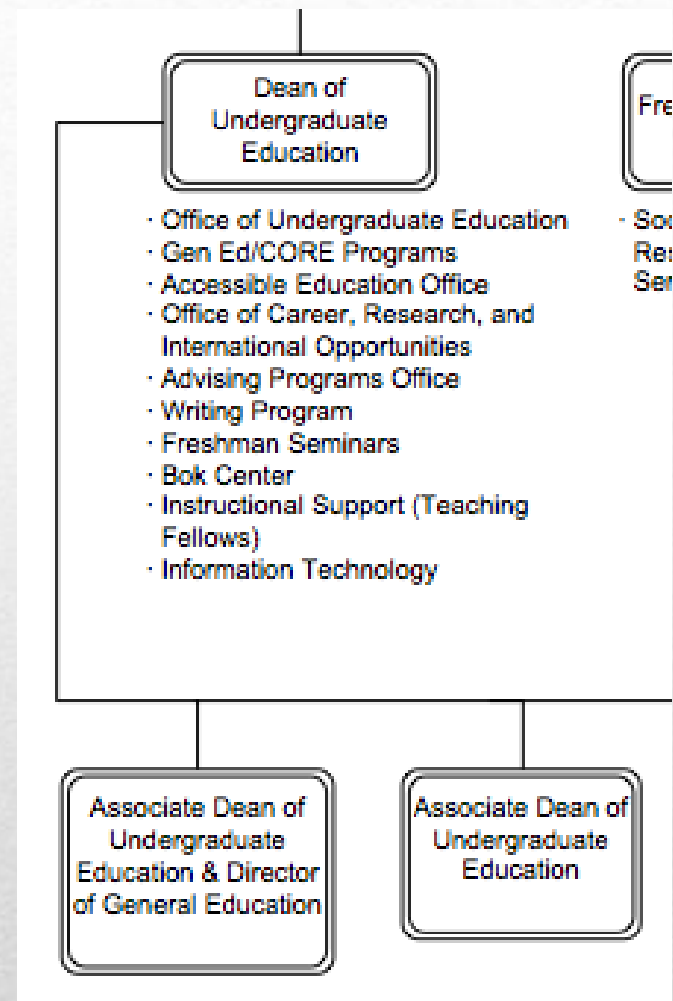 Dean of
Undergraduate
Education
· Office of Undergraduate Education
· Gen Ed/CORE Programs
· Accessible Education Office
· Office of Career, Research, and
International Opportunities
· Advising Programs Office
· Writing Program
· Freshman Seminars
· Bok Center
· Instructional Support (Teaching
Fellows)
· Information Technology
Associate Dean of
Undergraduate
Education & Director
of General Education
Associate Dean of
Undergraduate
Education